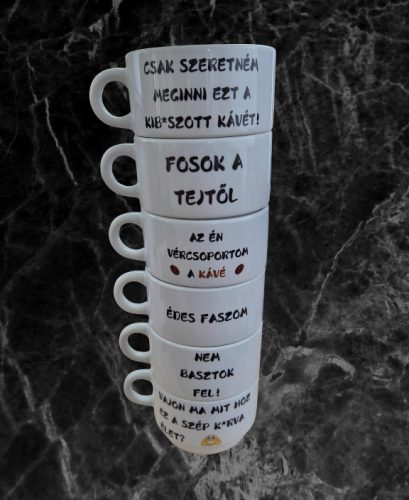 CSAK SZERETNÉM
MEGINNI EZT A
KIB*SZOTT KÁVÉT!
FOSOK A
TEJTŐL
AZ ÉN
VÉRCSOPORTOM
A KÁVÉ
ÉDES FASZOM
NEM
BASZTOK
FEL!
VAJON MA MIT HOZ
EZ A SZÉP K*RVA
ÉLET?